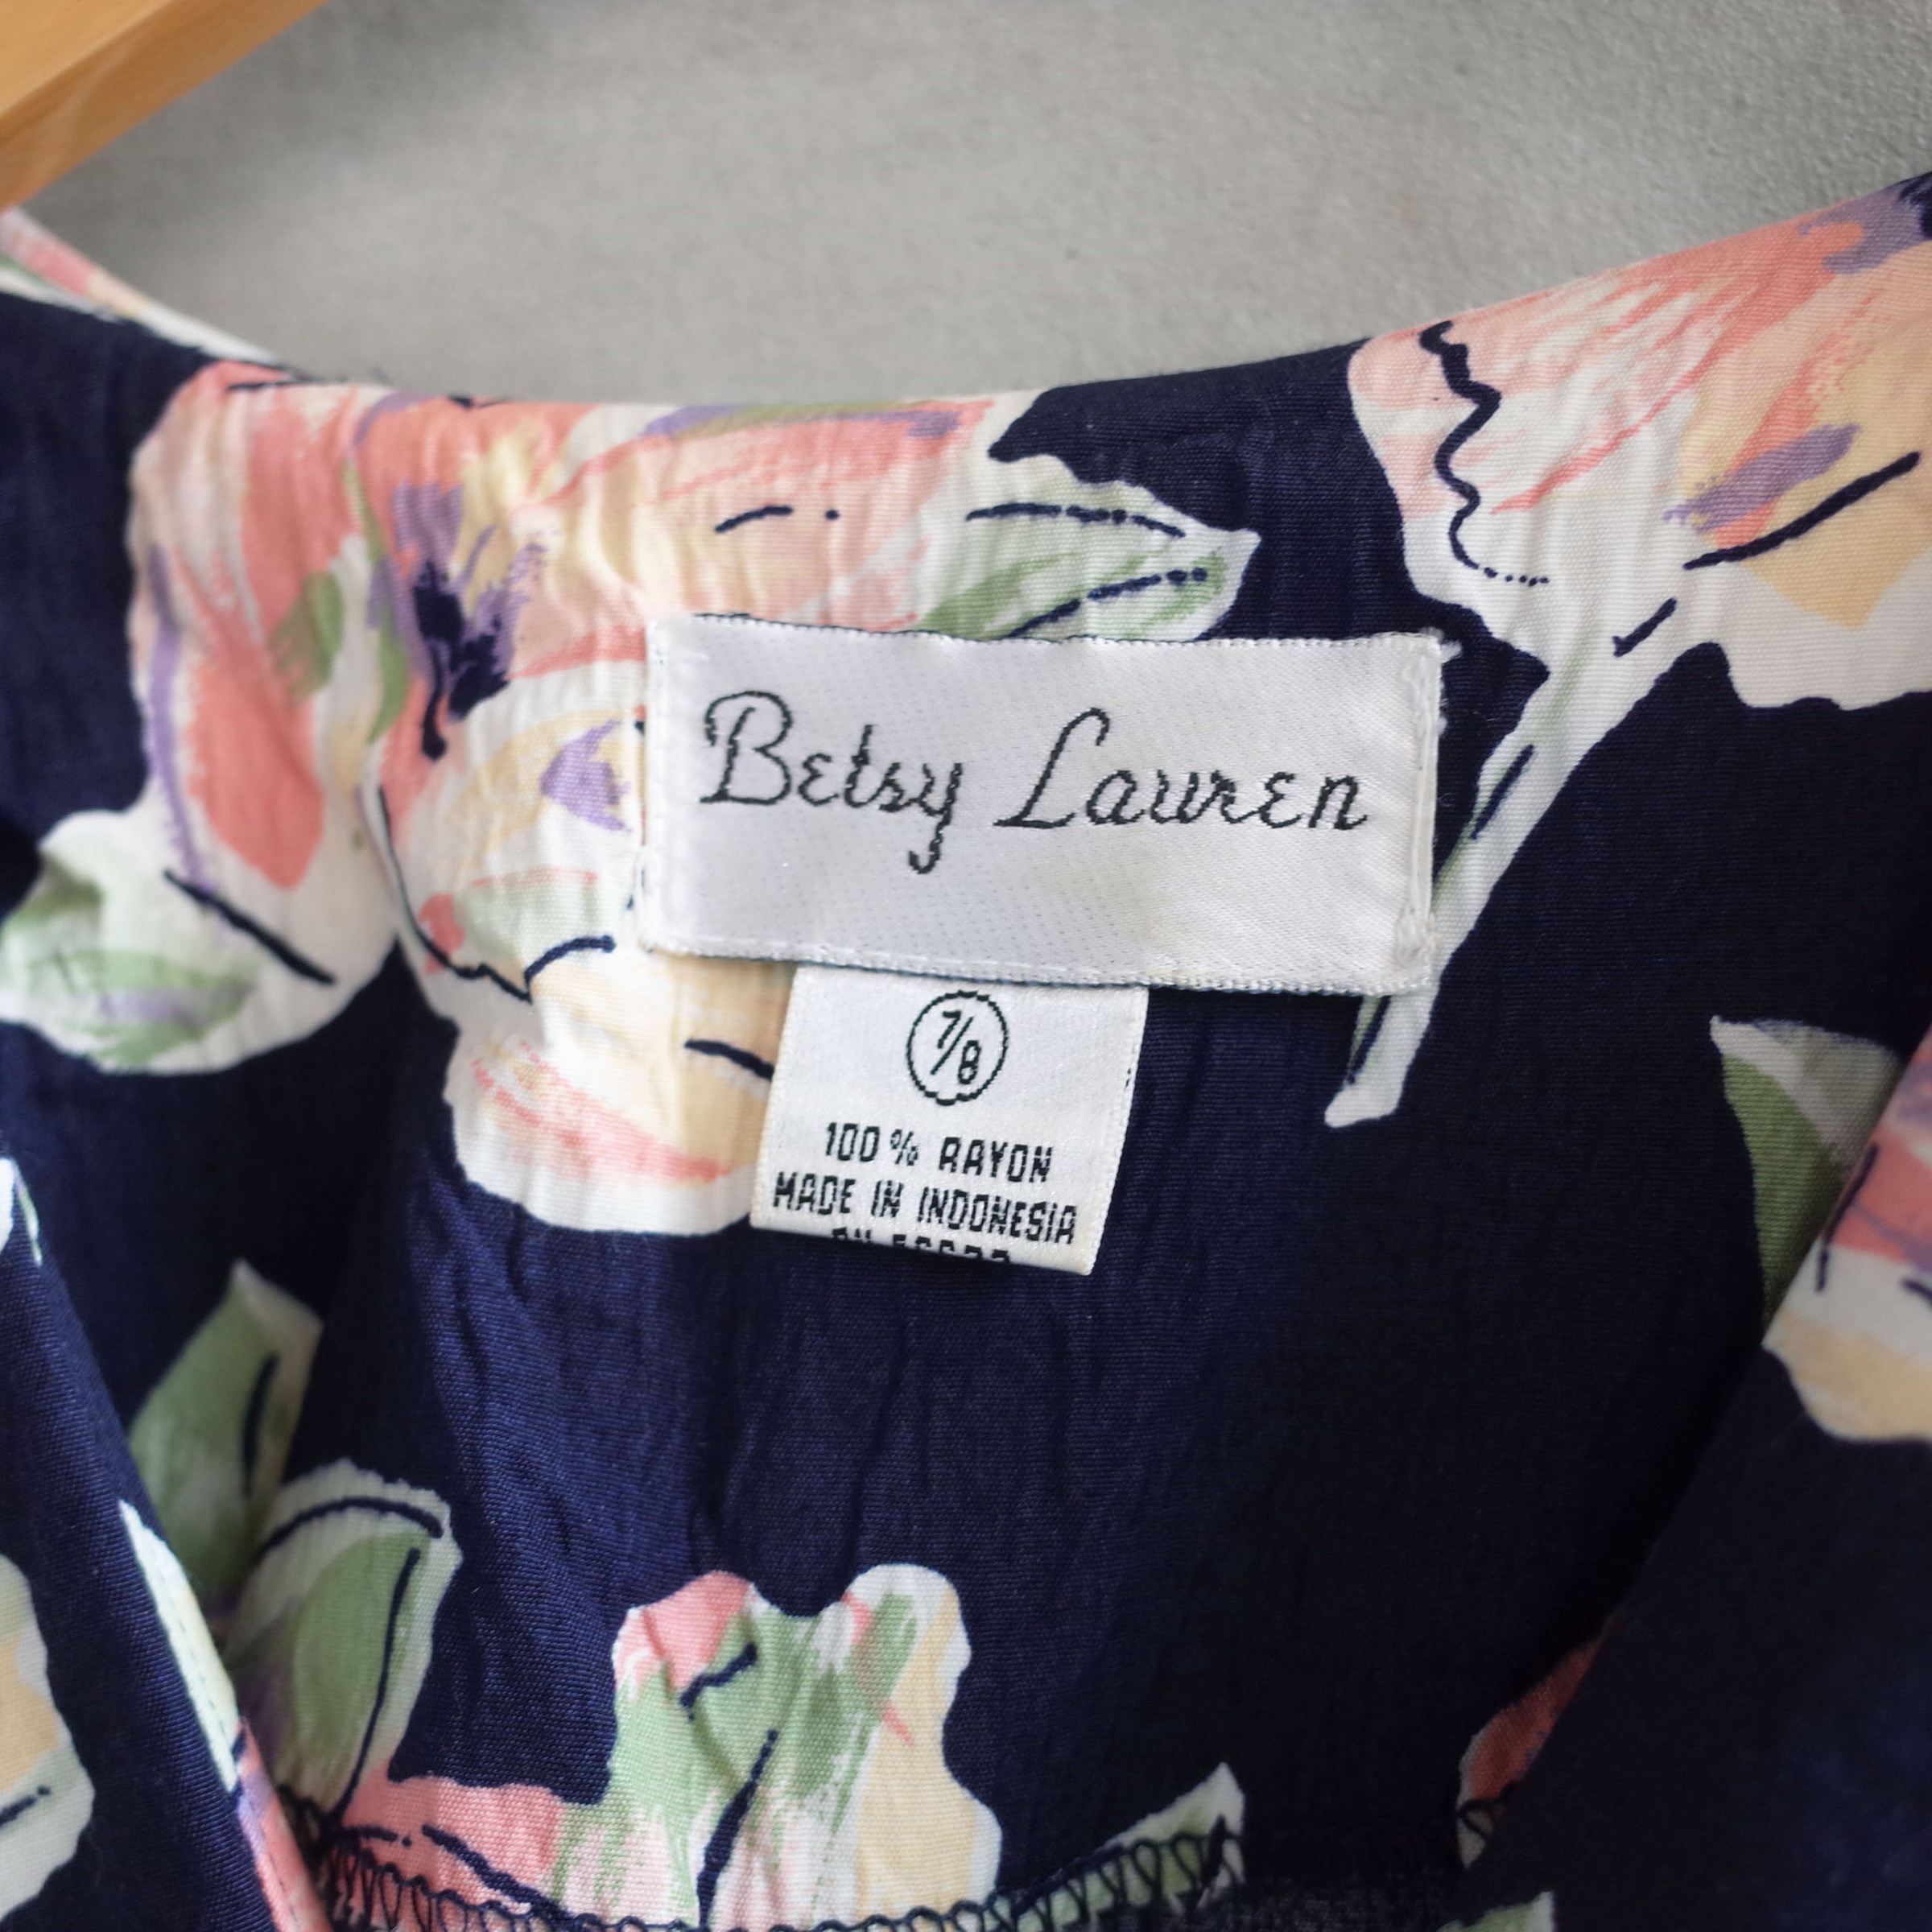 Betsy Lauren
7/8
100% RAYON
MADE IN INDONESIA